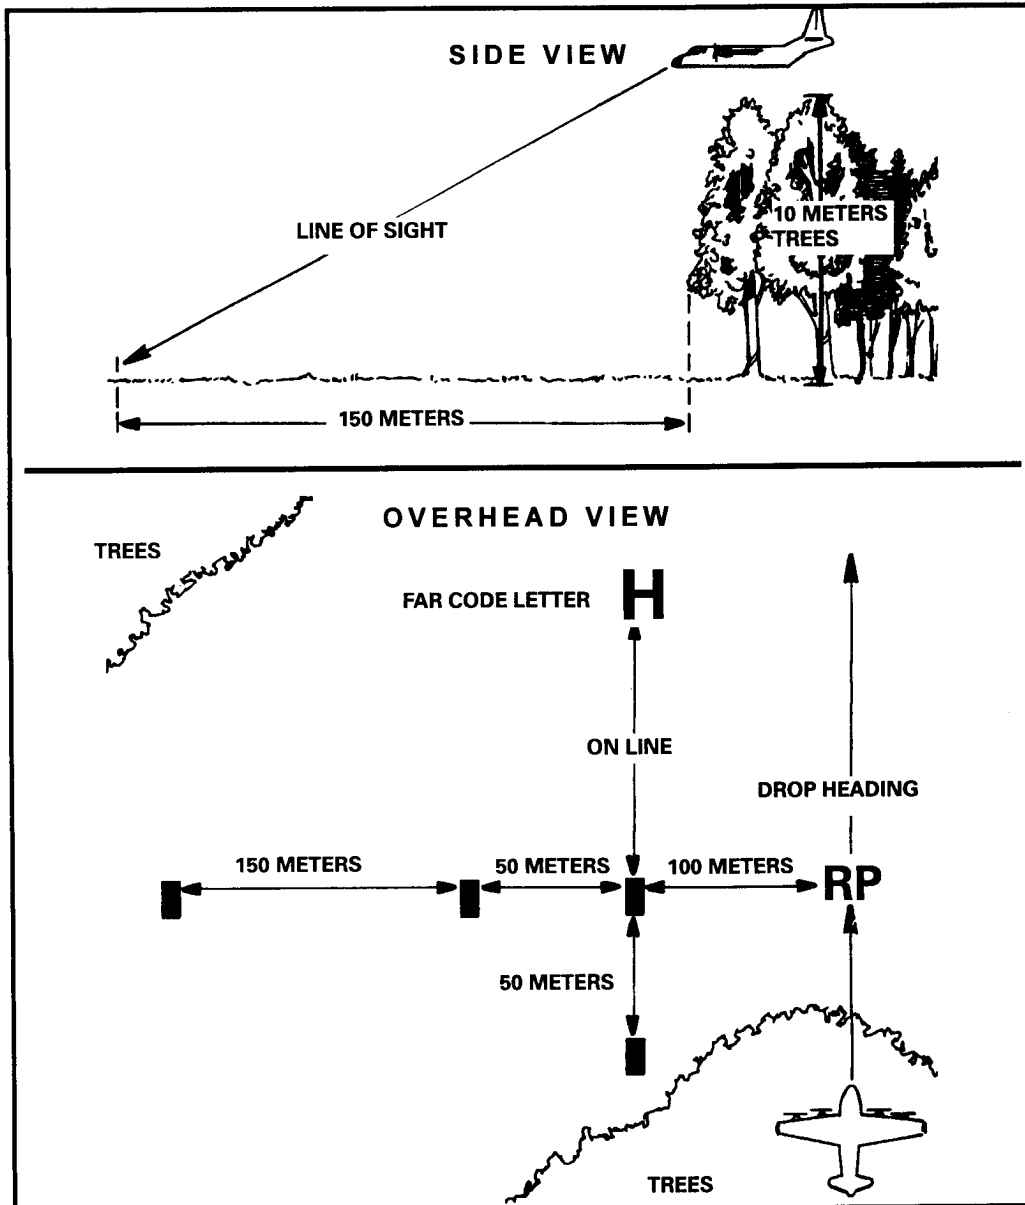 SIDE VIEW
LINE OF SIGHT
10 METERS
TREES
150 METERS
OVERHEAD VIEW
TREES
FAR CODE LETTER H
ON LINE
DROP HEADING
150 METERS 50 METERS 100 METERS RP
50 METERS
TREES